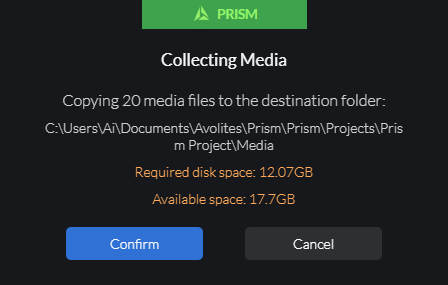 PRISM
Collecting Media
Copying 20 media files to the destination folder:
C:\Users\Ai\Documents\Avolites\Prism\Prism\Projects\Pris
m Project\Media
Required disk space: 12.07GB
Available space: 17.7GB
Confirm
Cancel